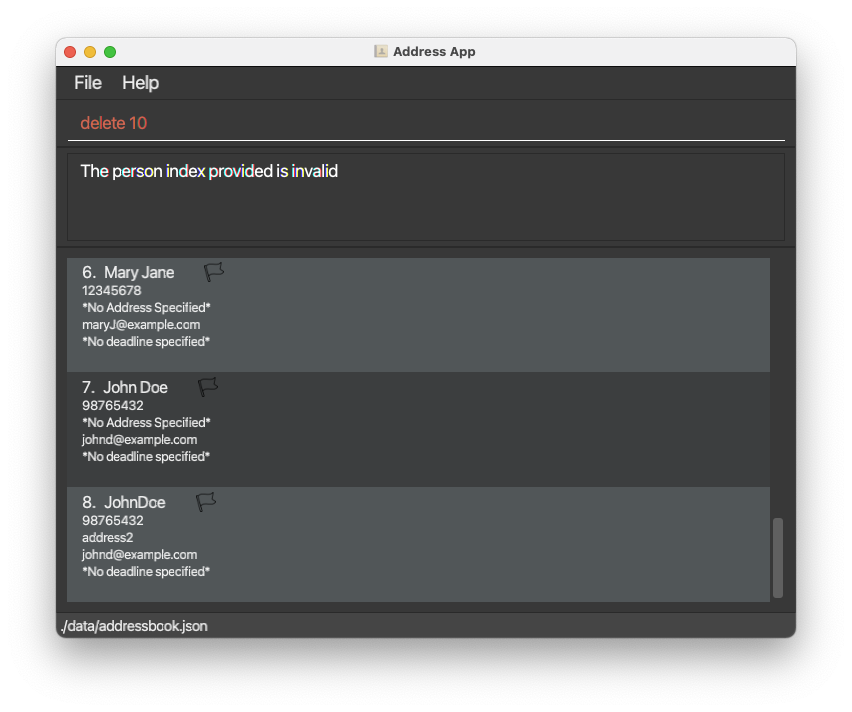 Address App
File Help
delete 10
The person index provided is invalid
6. Mary Jane
12345678
*No Address Specified*
maryJ@example.com
*No deadline specified*
7. John Doe
98765432
*No Address Specified*
johnd@example.com
*No deadline specified*
8. JohnDoe
98765432
address2
johnd@example.com
*No deadline specified*
./data/addressbook.json